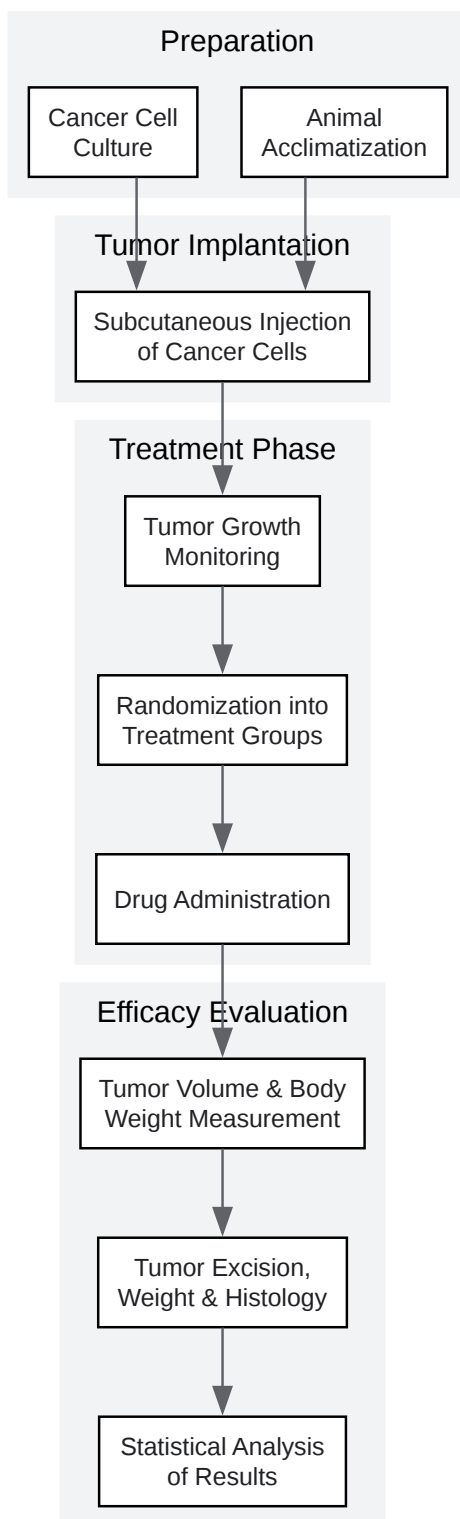 Preparation
Cancer Cell
Culture
Animal
Acclimatization
Tumor Implantation
Subcutaneous Injection
of Cancer Cells
Treatment Phase
Tumor Growth
Monitoring
Randomization into
Treatment Groups
Drug Administration
Efficacy Evaluation
Tumor Volume & Body
Weight Measurement
Tumor Excision,
Weight & Histology
Statistical Analysis
of Results